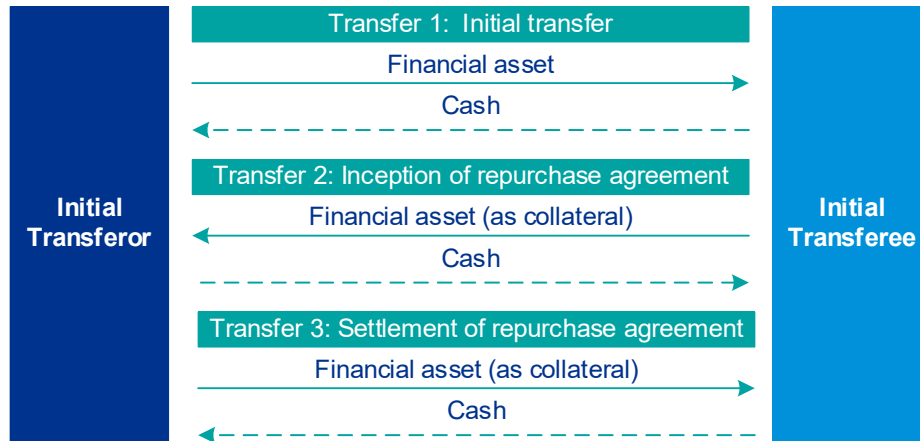 Transfer 1:  Initial transfer
Financial asset
Cash
Transfer 2: Inception of repurchase agreement
Initial
Transferor
Financial asset (as collateral)
Cash
Initial
Transferee
Transfer 3: Settlement of repurchase agreement
Financial asset (as collateral)
Cash